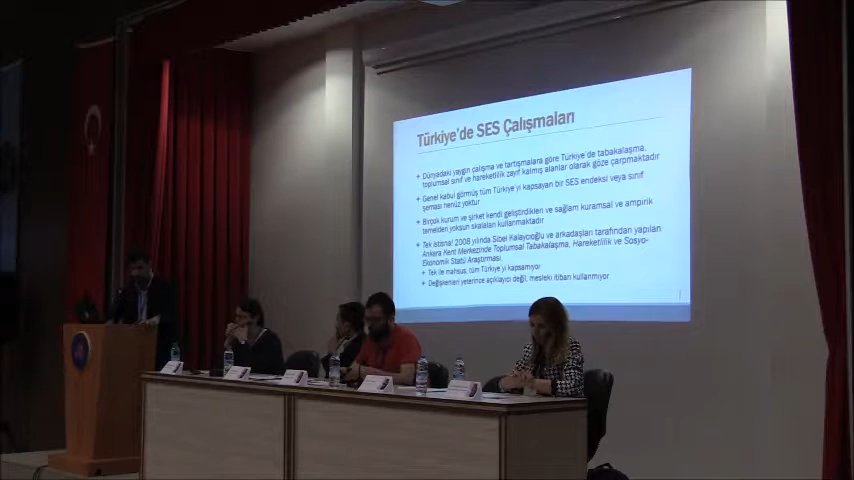 Türkiye'de SES Çalışmaları
Dünyadaki yaygın çalışma ve tartışmalara göre Türkiye'de tabakalaşma,
toplumsal sınıf ve hareketlilik zayıf kalmış alanlar olarak göze çarpmaktadır
Genel kabul görmüş tüm Türkiye'yi kapsayan bir SES endeksi veya sınıf
şeması henüz yoktur
Birçok kurum ve şirket kendi geliştirdikleri ve sağlam kuramsal ve ampirik
temelden yoksun skalaları kullanmaktadır
Tek istisna! 2008 yılında Sibel Kalaycıoğlu ve arkadaşları tarafından yapılan
Ankara Kent Merkezinde Toplumsal Tabakalaşma, Hareketlilik ve Sosyo-
Ekonomik Statü Araştırması.
Tek ile mahsus, tüm Türkiye'yi kapsamıyor
Değişkenleri yeterince açıklayıcı değil, mesleki itibarı kullanmıyor